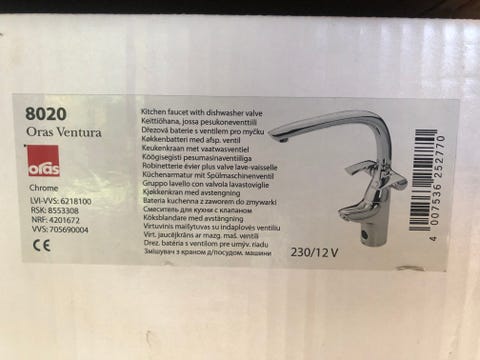 8020
Oras Ventura
oras
Chrome
LVI-VVS: 6218100
RSK: 8553308
NRF: 4201672
VVS: 705690004
CE
Kitchen faucet with dishwasher valve
Keittiöhana, jossa pesukoneventtiili
Dřezová baterie s ventilem pro myčku
Køkkenbatteri med afsp. ventil
Keukenkraan met vaatwasventiel
Köögisegisti pesumasinaventiiliga
Robinetterie évier plus valve lave-vaisselle
Küchenarmatur mit Spülmaschinenventil
Gruppo lavello con valvola lavastoviglie
Kjøkkenkran med avstengning
Bateria kuchenna z zaworem do zmywarki
Смеситель для кухни с клапаном
Köksblandare med avstängning
Virtuvinis maišytuvas su indaplovės ventiliu
Virt. jaucējkrāns ar mazg. maš. ventili
Drez. batéria s ventilom pre umýv. riadu
Змішувач з краном д/посудом. машини
230/12 V
4 007536 252770